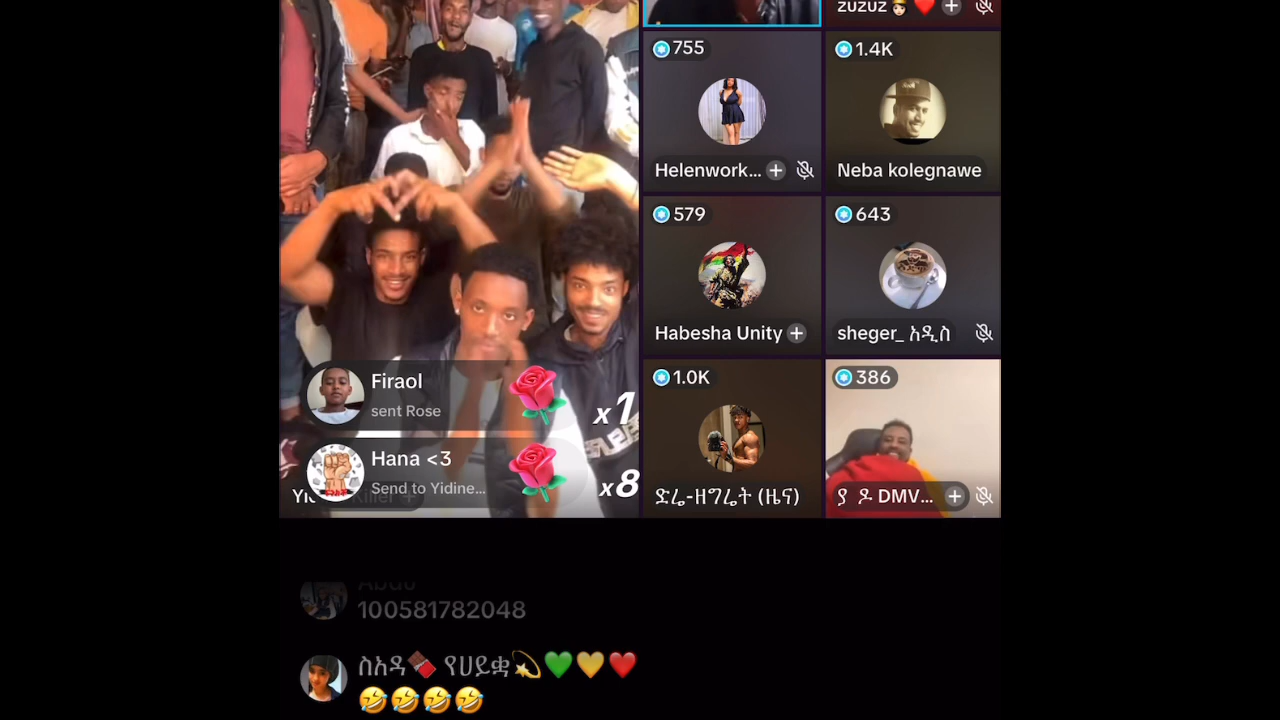 zuzuz👸🏻❤️
755
1.4K
Helenwork...
Neba kolegnawe
579
643
Habesha Unity
sheger_ አዲስ
Firaol
sent Rose
x1
1.0K
386
Hana <3
Send to Yidine...
x8
ድሬ-ዘግሬት (ዜና)
ያ ዶ DMV...
Abdu
100581782048
ስአዳ🍫 የሀይቋ💫💚💛❤️
🤣🤣🤣🤣